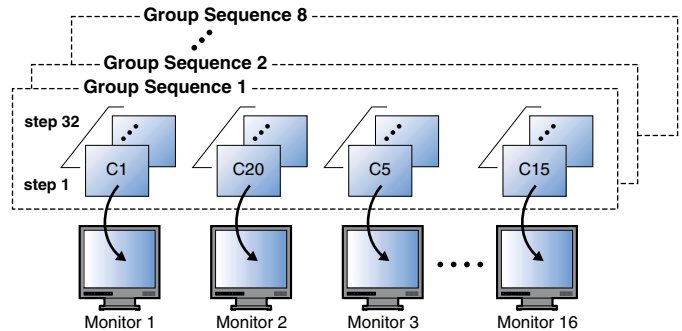 Group Sequence 8
Group Sequence 2
Group Sequence 1
step 32
step 1
C1
C20
C5
C15
Monitor 1
Monitor 2
Monitor 3
Monitor 16